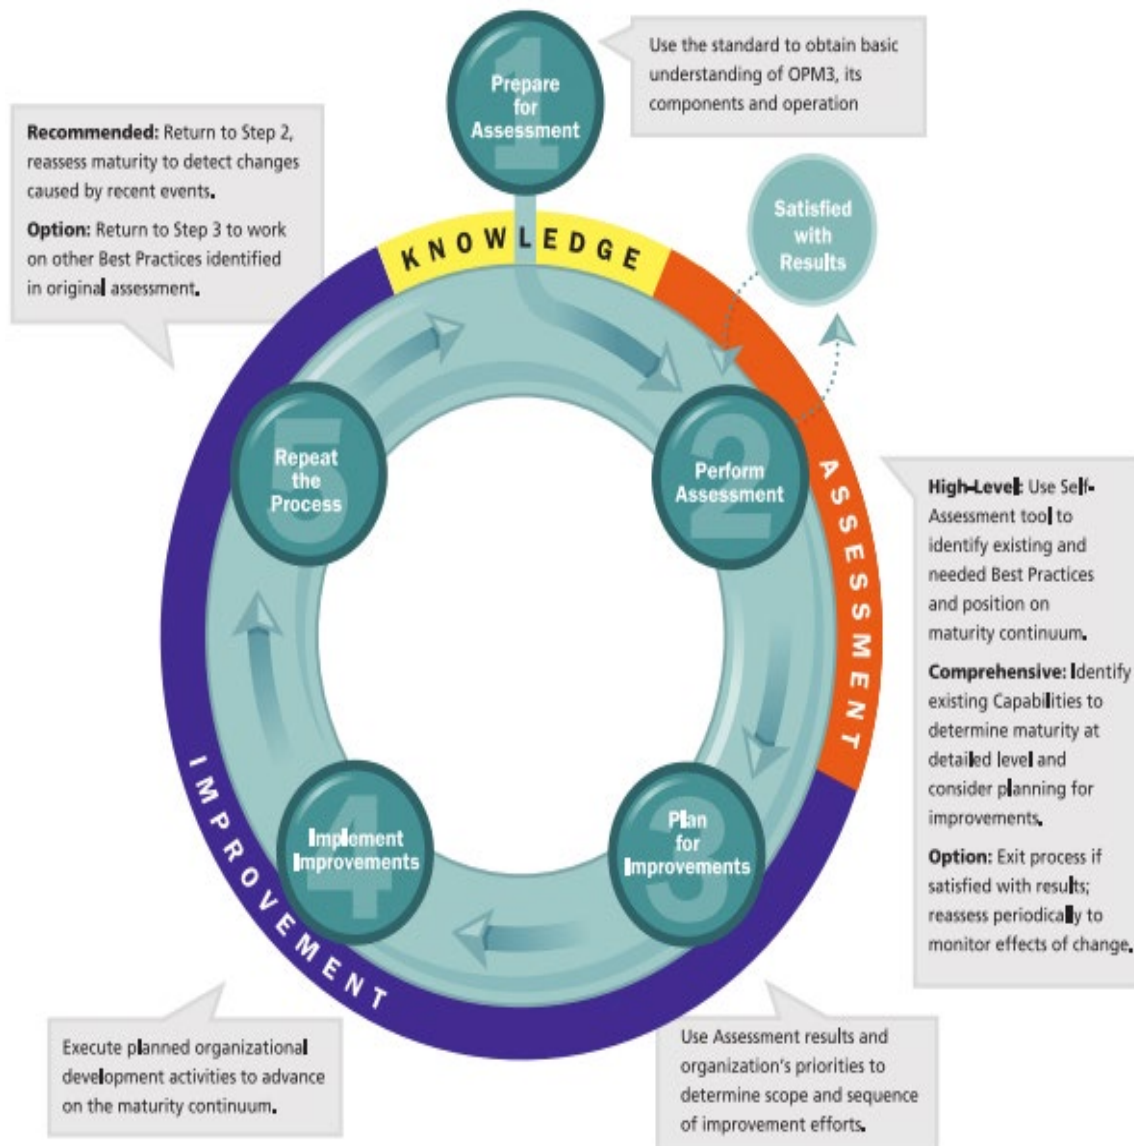 1
Prepare
for
Assessment
Use the standard to obtain basic
understanding of OPM3, its
components and operation
Recommended: Return to Step 2,
reassess maturity to detect changes
caused by recent events.
Option: Return to Step 3 to work
on other Best Practices identified
in original assessment.
Satisfied
with
Results
KNOWLEDGE
5
Repeat
the
Process
2
Perform
Assessment
ASSESSMENT
High-Level: Use Self-
Assessment tool to
identify existing and
needed Best Practices
and position on
maturity continuum.
Comprehensive: Identify
existing Capabilities to
determine maturity at
detailed level and
consider planning for
improvements.
Option: Exit process if
satisfied with results;
reassess periodically to
monitor effects of change.
4
Implement
Improvements
3
Plan
for
Improvements
IMPROVEMENT
Execute planned organizational
development activities to advance
on the maturity continuum.
Use Assessment results and
organization's priorities to
determine scope and sequence
of improvement efforts.